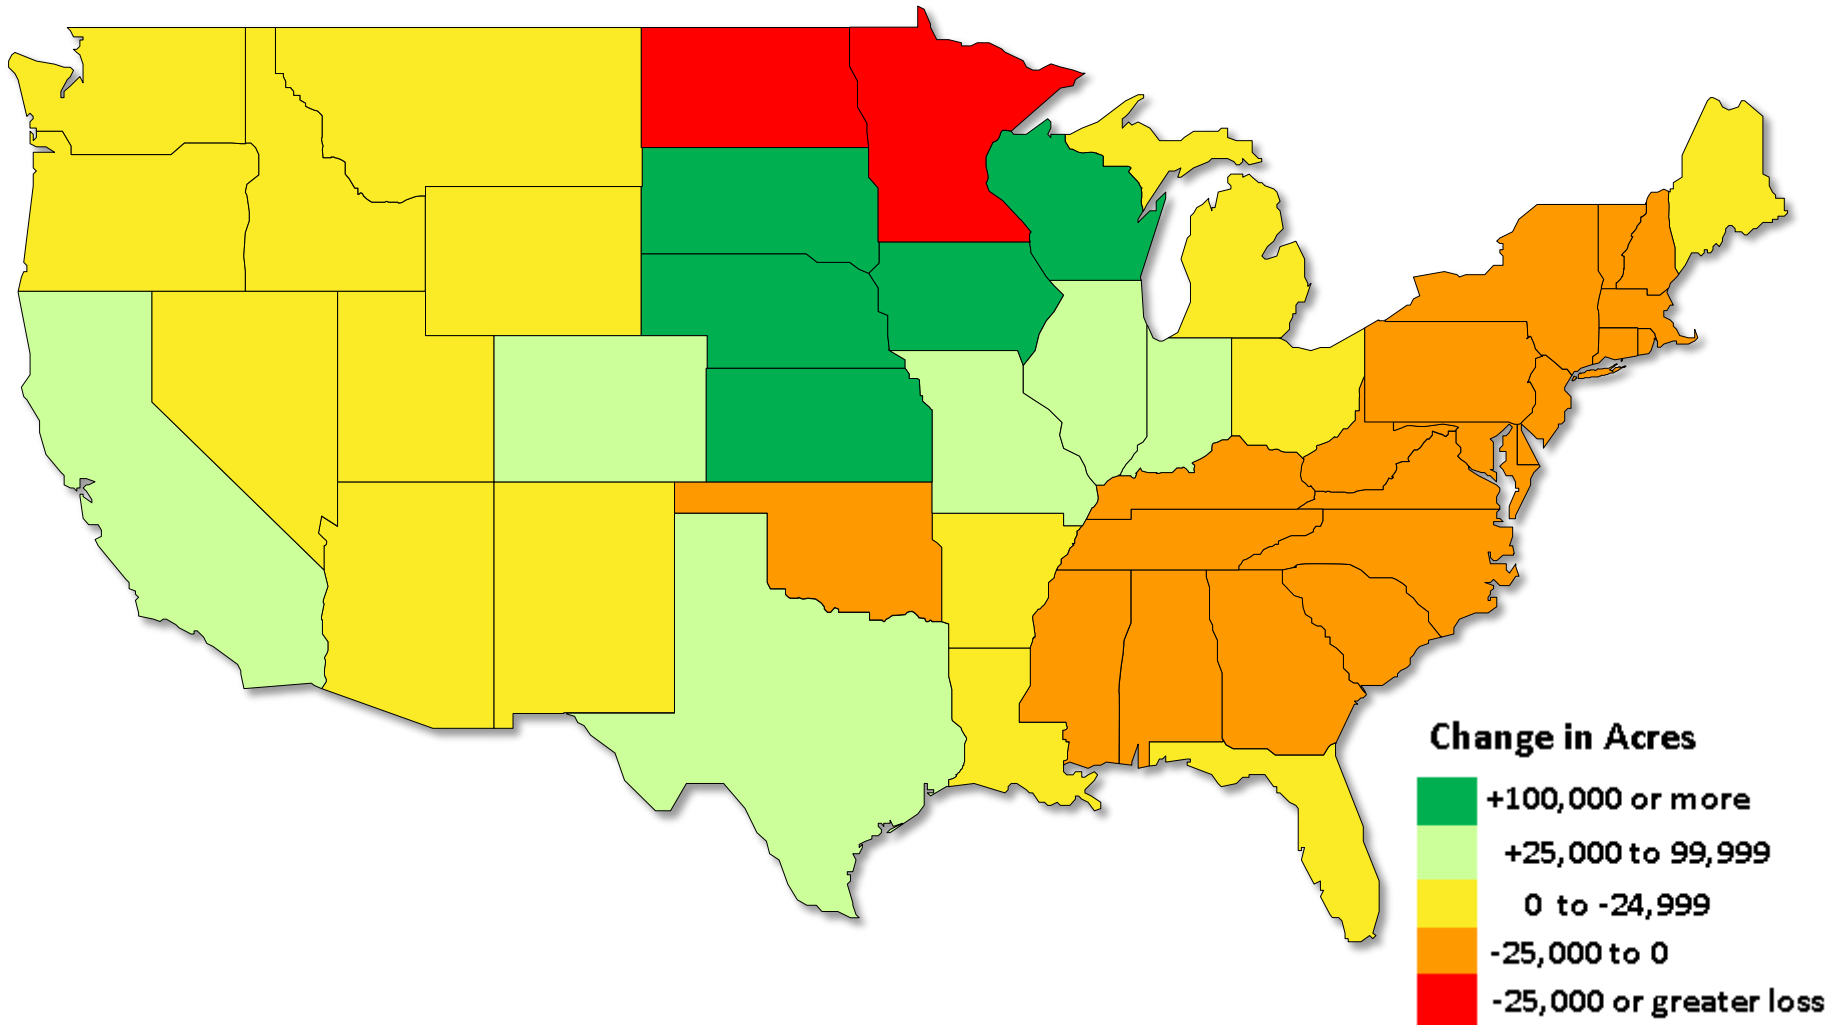 Change in Acres
+100,000 or more
+25,000 to 99,999
0 to -24,999
-25,000 to 0
-25,000 or greater loss